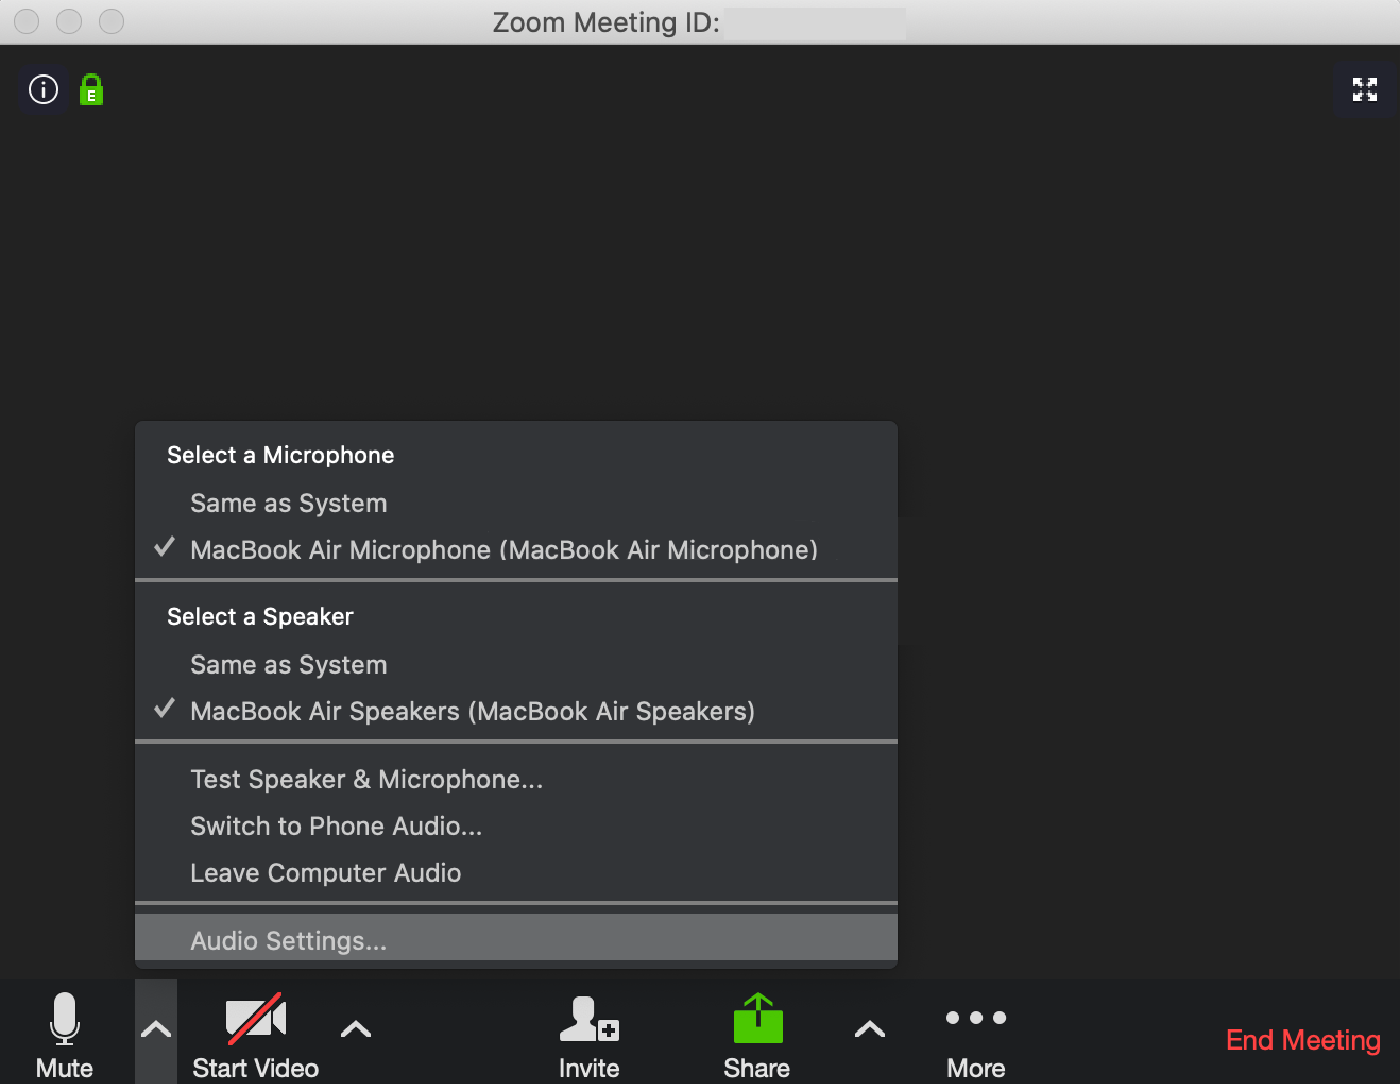 Zoom Meeting ID:
E
Select a Microphone
Same as System
MacBook Air Microphone (MacBook Air Microphone)
Select a Speaker
Same as System
MacBook Air Speakers (MacBook Air Speakers)
Test Speaker & Microphone...
Switch to Phone Audio...
Leave Computer Audio
Audio Settings...
Mute
Start Video
Invite
Share
More
End Meeting